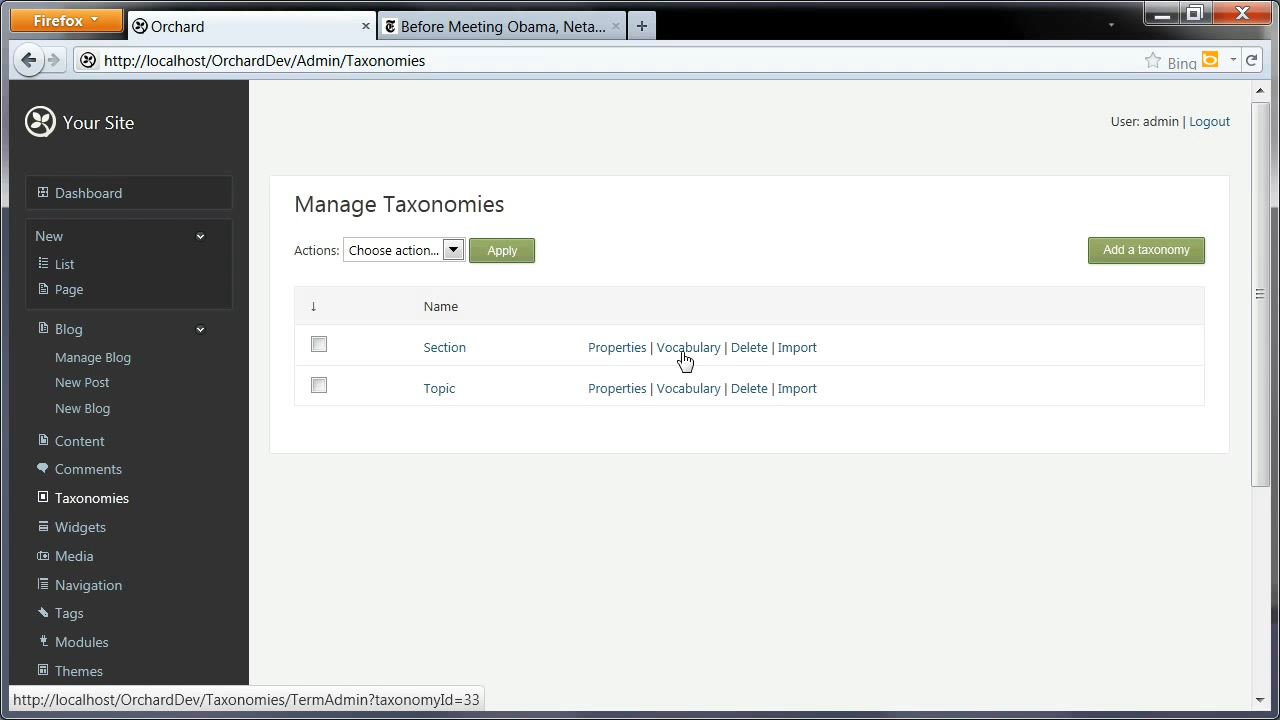 Firefox
Orchard
Before Meeting Obama, Neta...
http://localhost/OrchardDev/Admin/Taxonomies
Bing
Your Site
User: admin | Logout
Dashboard
New
List
Page
Blog
Manage Blog
New Post
New Blog
Content
Comments
Taxonomies
Widgets
Media
Navigation
Tags
Modules
Themes
Manage Taxonomies
Actions: Choose action... Apply
Add a taxonomy
↓ Name
Section Properties | Vocabulary | Delete | Import
Topic Properties | Vocabulary | Delete | Import
http://localhost/OrchardDev/Taxonomies/TermAdmin?taxonomyId=33